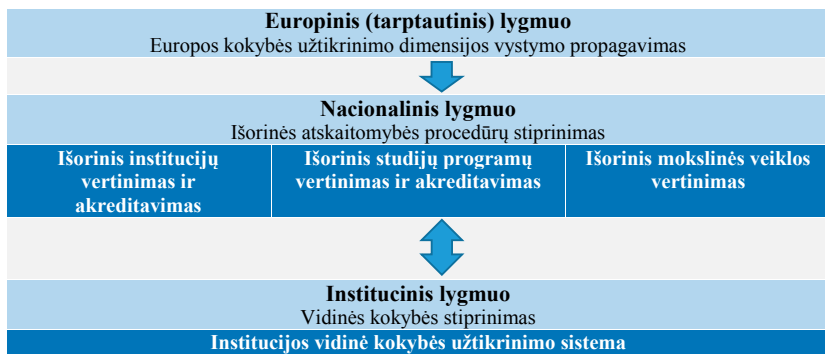 Europinis (tarptautinis) lygmuo
Europos kokybės užtikrinimo dimensijos vystymo propagavimas
Nacionalinis lygmuo
Išorinės atskaitomybės procedūrų stiprinimas
Išorinis institucijų
vertinimas ir
akreditavimas
Išorinis studijų programų
vertinimas ir akreditavimas
Išorinis mokslinės veiklos
vertinimas
Institucinis lygmuo
Vidinės kokybės stiprinimas
Institucijos vidinė kokybės užtikrinimo sistema